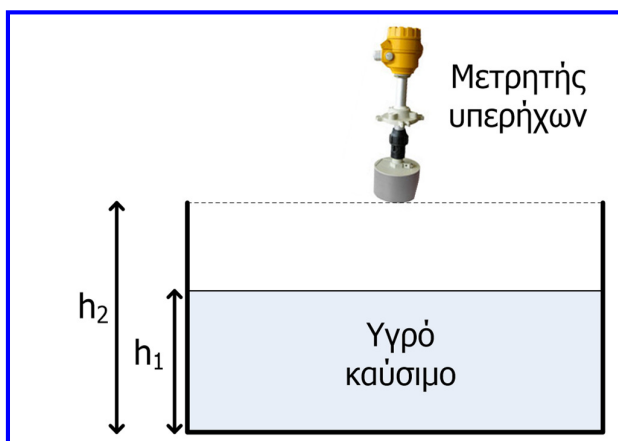 Μετρητής
υπερήχων
h2
h1
Υγρό
καύσιμο